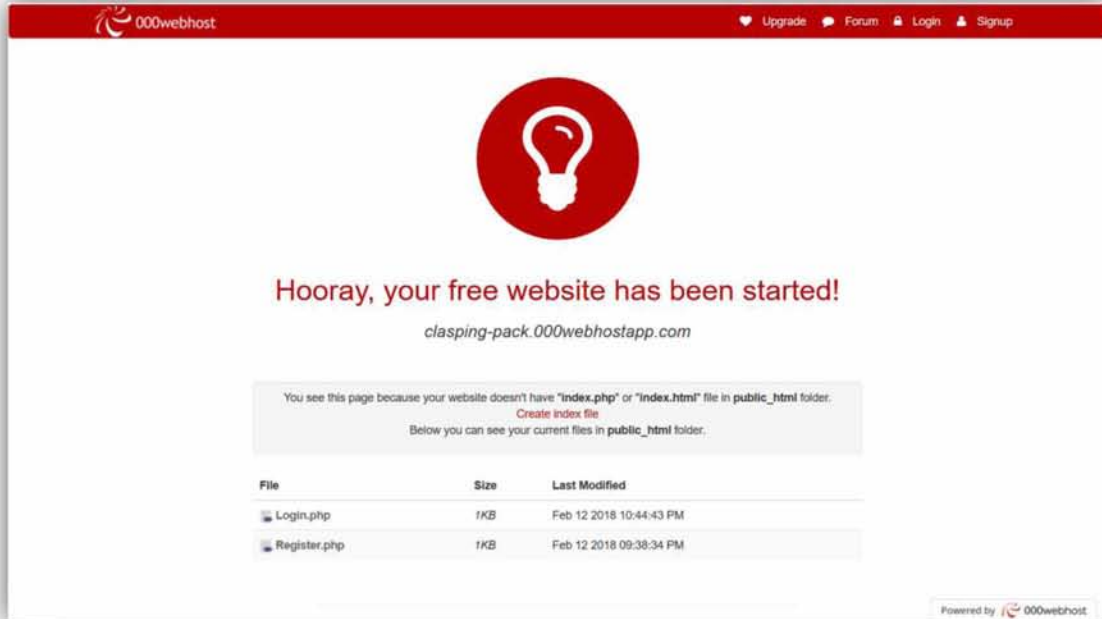 000webhost
Upgrade Forum Login Signup
Hooray, your free website has been started!
clasping-pack.000webhostapp.com
You see this page because your website doesn't have "index.php" or "index.html" file in public_html folder.
Create index file
Below you can see your current files in public_html folder.
File Size Last Modified
Login.php 1KB Feb 12 2018 10:44:43 PM
Register.php 1KB Feb 12 2018 09:38:34 PM
Powered by 000webhost